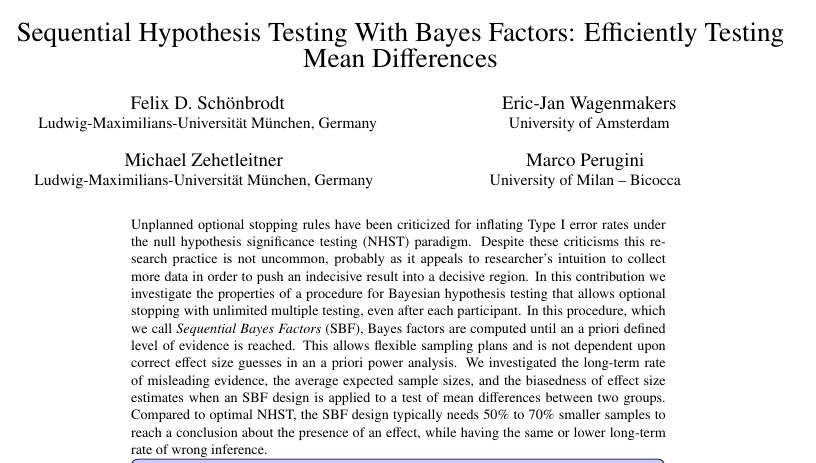 Sequential Hypothesis Testing With Bayes Factors: Efficiently Testing
Mean Differences
Felix D. Schönbrodt
Ludwig-Maximilians-Universität München, Germany
Eric-Jan Wagenmakers
University of Amsterdam
Michael Zehetleitner
Ludwig-Maximilians-Universität München, Germany
Marco Perugini
University of Milan – Bicocca
Unplanned optional stopping rules have been criticized for inflating Type I error rates under
the null hypothesis significance testing (NHST) paradigm. Despite these criticisms this re-
search practice is not uncommon, probably as it appeals to researcher's intuition to collect
more data in order to push an indecisive result into a decisive region. In this contribution we
investigate the properties of a procedure for Bayesian hypothesis testing that allows optional
stopping with unlimited multiple testing, even after each participant. In this procedure, which
we call Sequential Bayes Factors (SBF), Bayes factors are computed until an a priori defined
level of evidence is reached. This allows flexible sampling plans and is not dependent upon
correct effect size guesses in an a priori power analysis. We investigated the long-term rate
of misleading evidence, the average expected sample sizes, and the biasedness of effect size
estimates when an SBF design is applied to a test of mean differences between two groups.
Compared to optimal NHST, the SBF design typically needs 50% to 70% smaller samples to
reach a conclusion about the presence of an effect, while having the same or lower long-term
rate of wrong inference.